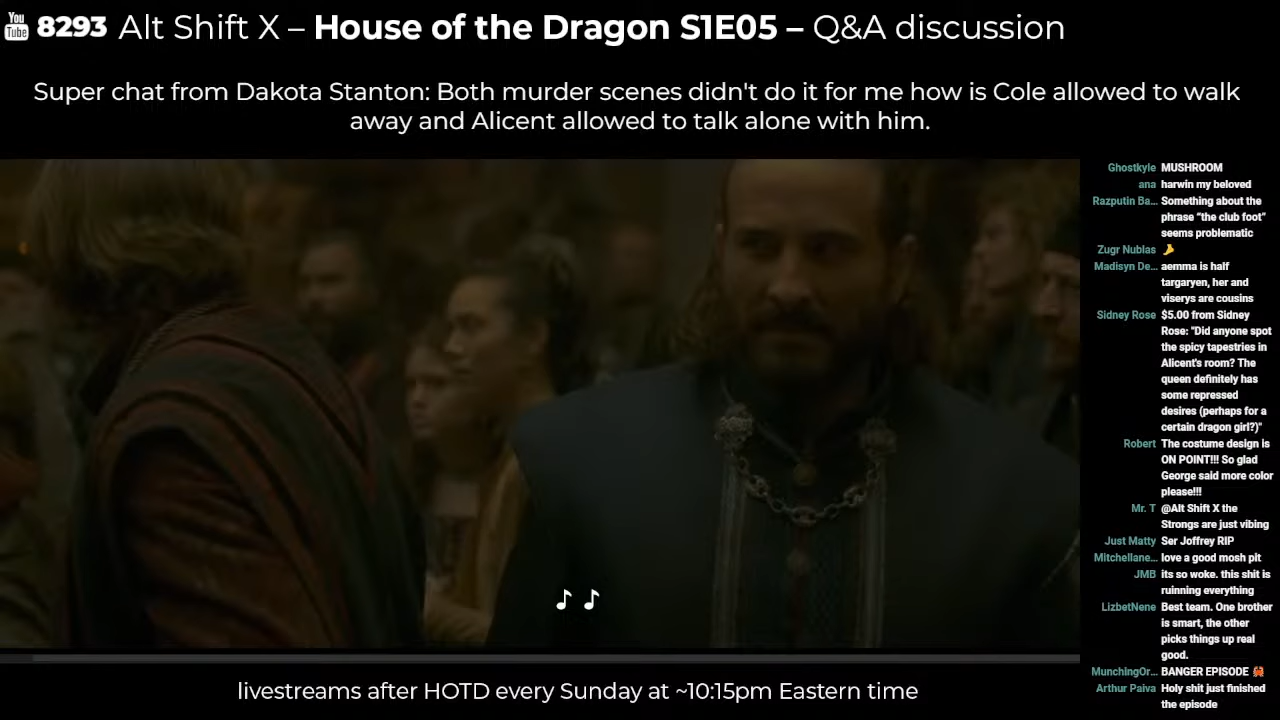 You Tube 8293 Alt Shift X – House of the Dragon S1E05 – Q&A discussion
Super chat from Dakota Stanton: Both murder scenes didn't do it for me how is Cole allowed to walk
away and Alicent allowed to talk alone with him.
Ghostkyle MUSHROOM
ana harwin my beloved
Razputin Ba... Something about the
phrase “the club foot”
seems problematic
Zugr Nublas 🦶
Madisyn De... aemma is half
targaryen, her and
viserys are cousins
Sidney Rose $5.00 from Sidney
Rose: "Did anyone spot
the spicy tapestries in
Alicent's room? The
queen definitely has
some repressed
desires (perhaps for a
certain dragon girl?)"
Robert The costume design is
ON POINT!!! So glad
George said more color
please!!!
Mr. T @Alt Shift X the
Strongs are just vibing
Just Matty Ser Joffrey RIP
Mitchellane... love a good mosh pit
JMB its so woke. this shit is
ruinning everything
LizbetNene Best team. One brother
is smart, the other
picks things up real
good.
MunchingOr... BANGER EPISODE
Arthur Paiva Holy shit just finished
the episode
♪ ♪
livestreams after HOTD every Sunday at ~10:15pm Eastern time